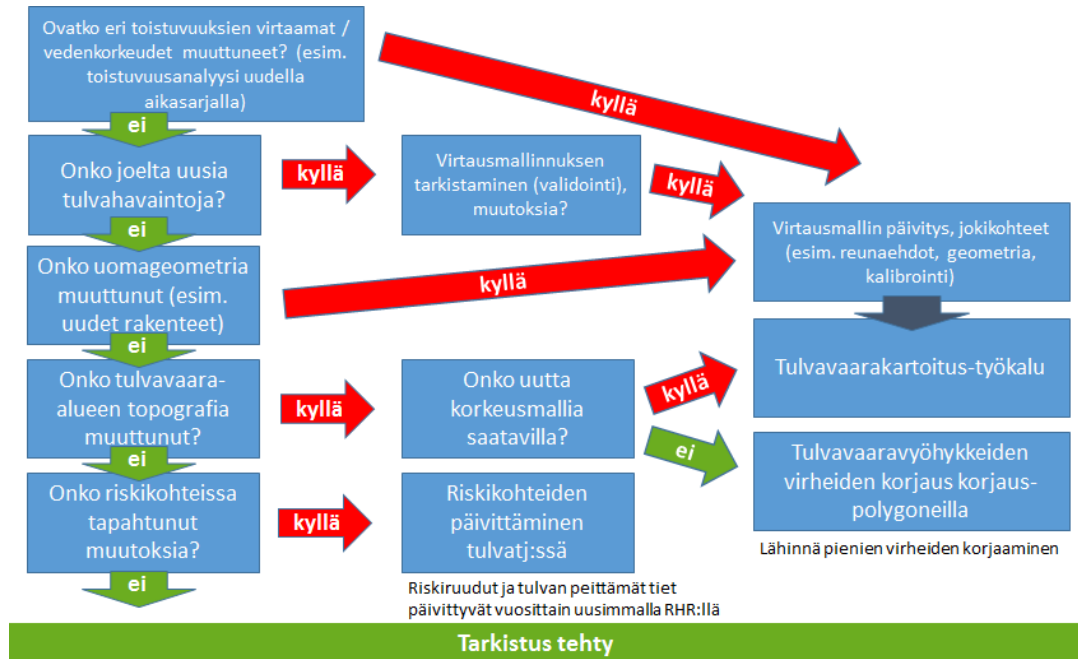 Ovatko eri toistuvuuksien virtaamat /
vedenkorkeudet muuttuneet? (esim.
toistuvuusanalyysi uudella
aikasarjalla)
kyllä
ei
Onko joelta uusia
tulvahavaintoja?
kyllä
Virtausmallinnuksen
tarkistaminen (validointi),
muutoksia?
kyllä
Virtausmallin päivitys, jokikohteet
(esim. reunaehdot, geometria,
kalibrointi)
ei
Onko uomageometria
muuttunut (esim.
uudet rakenteet)
kyllä
ei
Onko tulvavaara-
alueen topografia
muuttunut?
kyllä
Onko uutta
korkeusmallia
saatavilla?
kyllä
Tulvavaarakartoitus-työkalu
ei
Tulvavaaravyöhykkeiden
virheiden korjaus korjaus-
polygoneilla
Lähinnä pienien virheiden korjaaminen
ei
Onko riskikohteissa
tapahtunut
muutoksia?
kyllä
Riskikohteiden
päivittäminen
tulvatj:ssä
Riskiruudut ja tulvan peittämät tiet
päivittyvät vuosittain uusimmalla RHR:llä
ei
Tarkistus tehty